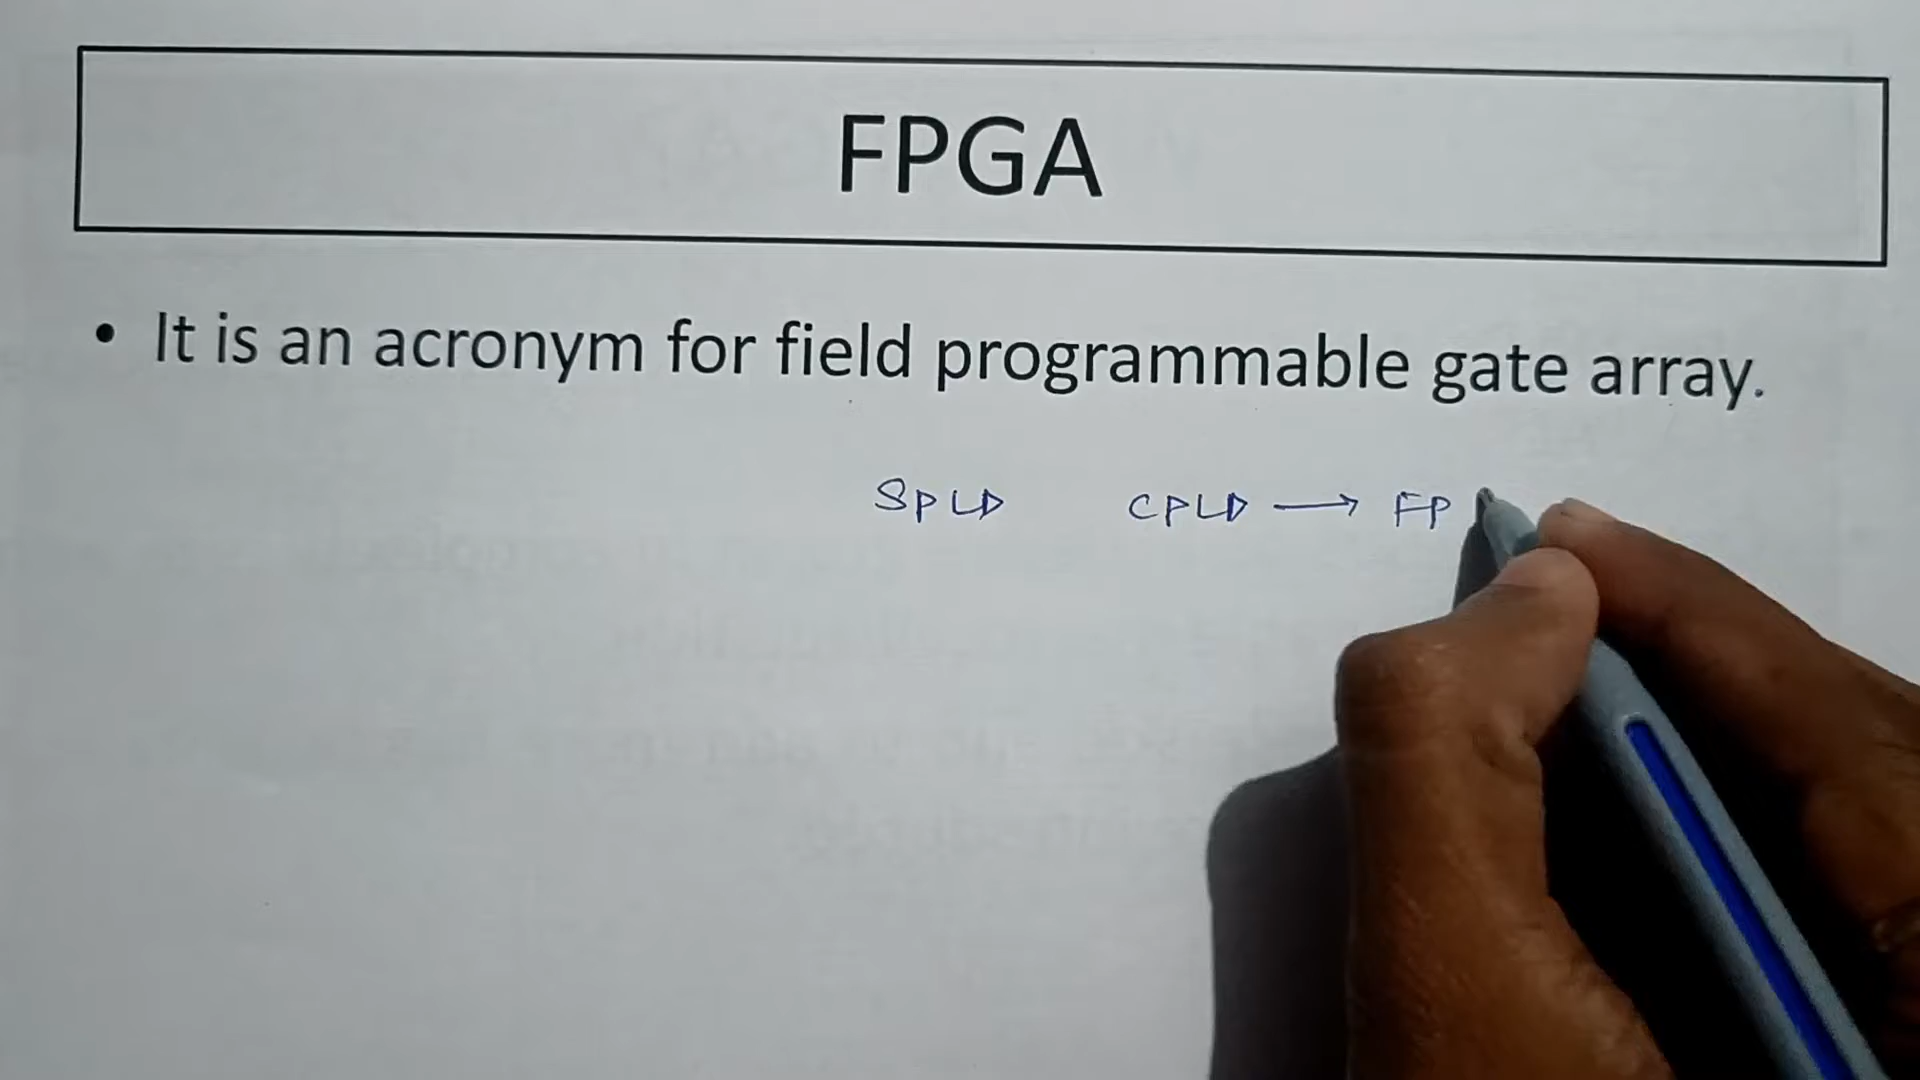 FPGA
• It is an acronym for field programmable gate array.
SPLD CPLD → FP